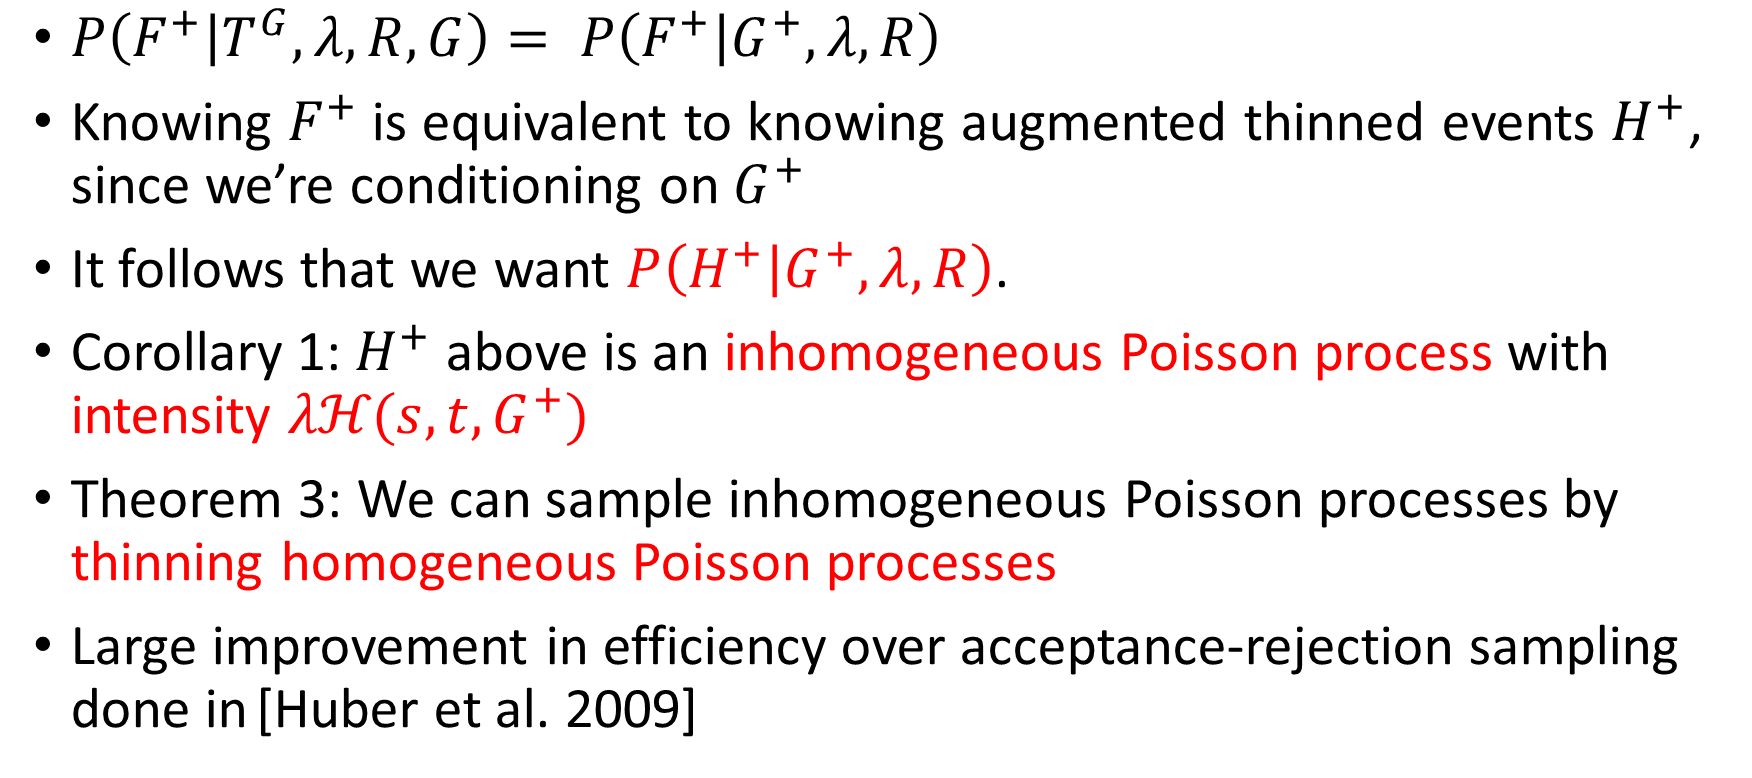 • P(F⁺|Tᴳ, λ, R, G) = P(F⁺|G⁺, λ, R)
• Knowing F⁺ is equivalent to knowing augmented thinned events H⁺,
since we’re conditioning on G⁺
• It follows that we want P(H⁺|G⁺, λ, R).
• Corollary 1: H⁺ above is an inhomogeneous Poisson process with
intensity λℋ(s, t, G⁺)
• Theorem 3: We can sample inhomogeneous Poisson processes by
thinning homogeneous Poisson processes
• Large improvement in efficiency over acceptance-rejection sampling
done in [Huber et al. 2009]